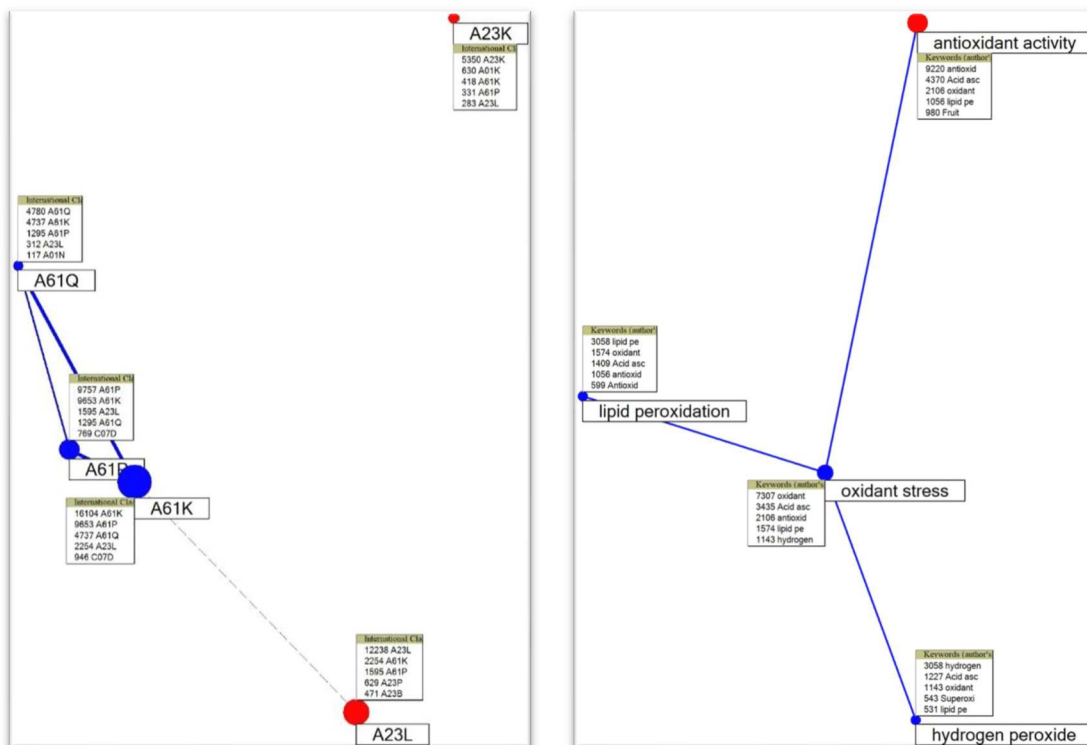 A23K
International Cl
5350 A23K
630 A01K
418 A61K
331 A61P
283 A23L
International Cl
4780 A61Q
4737 A61K
1295 A61P
312 A23L
117 A01N
A61Q
International Cl
9757 A61P
9653 A61K
1595 A23L
1295 A61Q
769 C07D
A61P
A61K
International Cla
16104 A61K
9653 A61P
4737 A61Q
2254 A23L
946 C07D
International Cla
12238 A23L
2254 A61K
1595 A61P
629 A23P
471 A23B
A23L
antioxidant activity
Keywords (author'
9220 antioxid
4370 Acid asc
2106 oxidant
1056 lipid pe
980 Fruit
Keywords (author'
3058 lipid pe
1574 oxidant
1409 Acid asc
1056 antioxid
599 Antioxid
lipid peroxidation
oxidant stress
Keywords (author's
7307 oxidant
3435 Acid asc
2106 antioxid
1574 lipid pe
1143 hydrogen
Keywords (author's
3058 hydrogen
1227 Acid asc
1143 oxidant
543 Superoxi
531 lipid pe
hydrogen peroxide